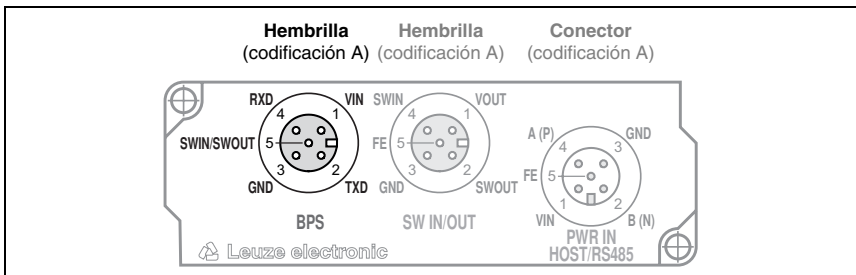 Hembrilla Hembrilla Conector
(codificación A) (codificación A) (codificación A)
RXD VIN SWIN VOUT
4 1 4 1 A (P) GND
4 3
SWIN/SWOUT 5 FE 5 FE 5
3 2 3 2 1 2
GND TXD GND SWOUT VIN B (N)
BPS SW IN/OUT PWR IN
HOST/RS485
Leuze electronic